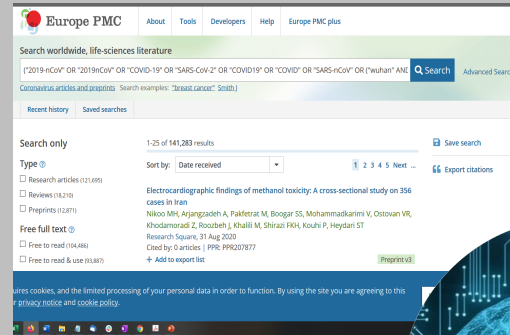 Europe PMC
About Tools Developers Help Europe PMC plus
Search worldwide, life-sciences literature
("2019-nCoV" OR "2019nCoV" OR "COVID-19" OR "SARS-CoV-2" OR "COVID19" OR "COVID" OR "SARS-nCoV" OR ("wuhan" AND
Search
Advanced Search
Coronavirus articles and preprints Search examples: "breast cancer" Smith J
Recent history Saved searches
Search only
1-25 of 141,283 results
Save search
Type
Sort by: Date received
1 2 3 4 5 Next ...
Export citations
Research articles (121,695)
Reviews (18,210)
Preprints (12,871)
Electrocardiographic findings of methanol toxicity: A cross-sectional study on 356
cases in Iran
Nikoo MH, Arjangzadeh A, Pakfetrat M, Boogar SS, Mohammadkarimi V, Ostovan VR,
Khodamoradi Z, Roozbeh J, Khalili M, Shirazi FKH, Kouhi P, Heydari ST
Research Square, 31 Aug 2020
Cited by: 0 articles | PPR: PPR207877
Add to export list
Preprint v3
Free full text
Free to read (104,486)
Free to read & use (93,887)
uires cookies, and the limited processing of your personal data in order to function. By using the site you are agreeing to this
r privacy notice and cookie policy.